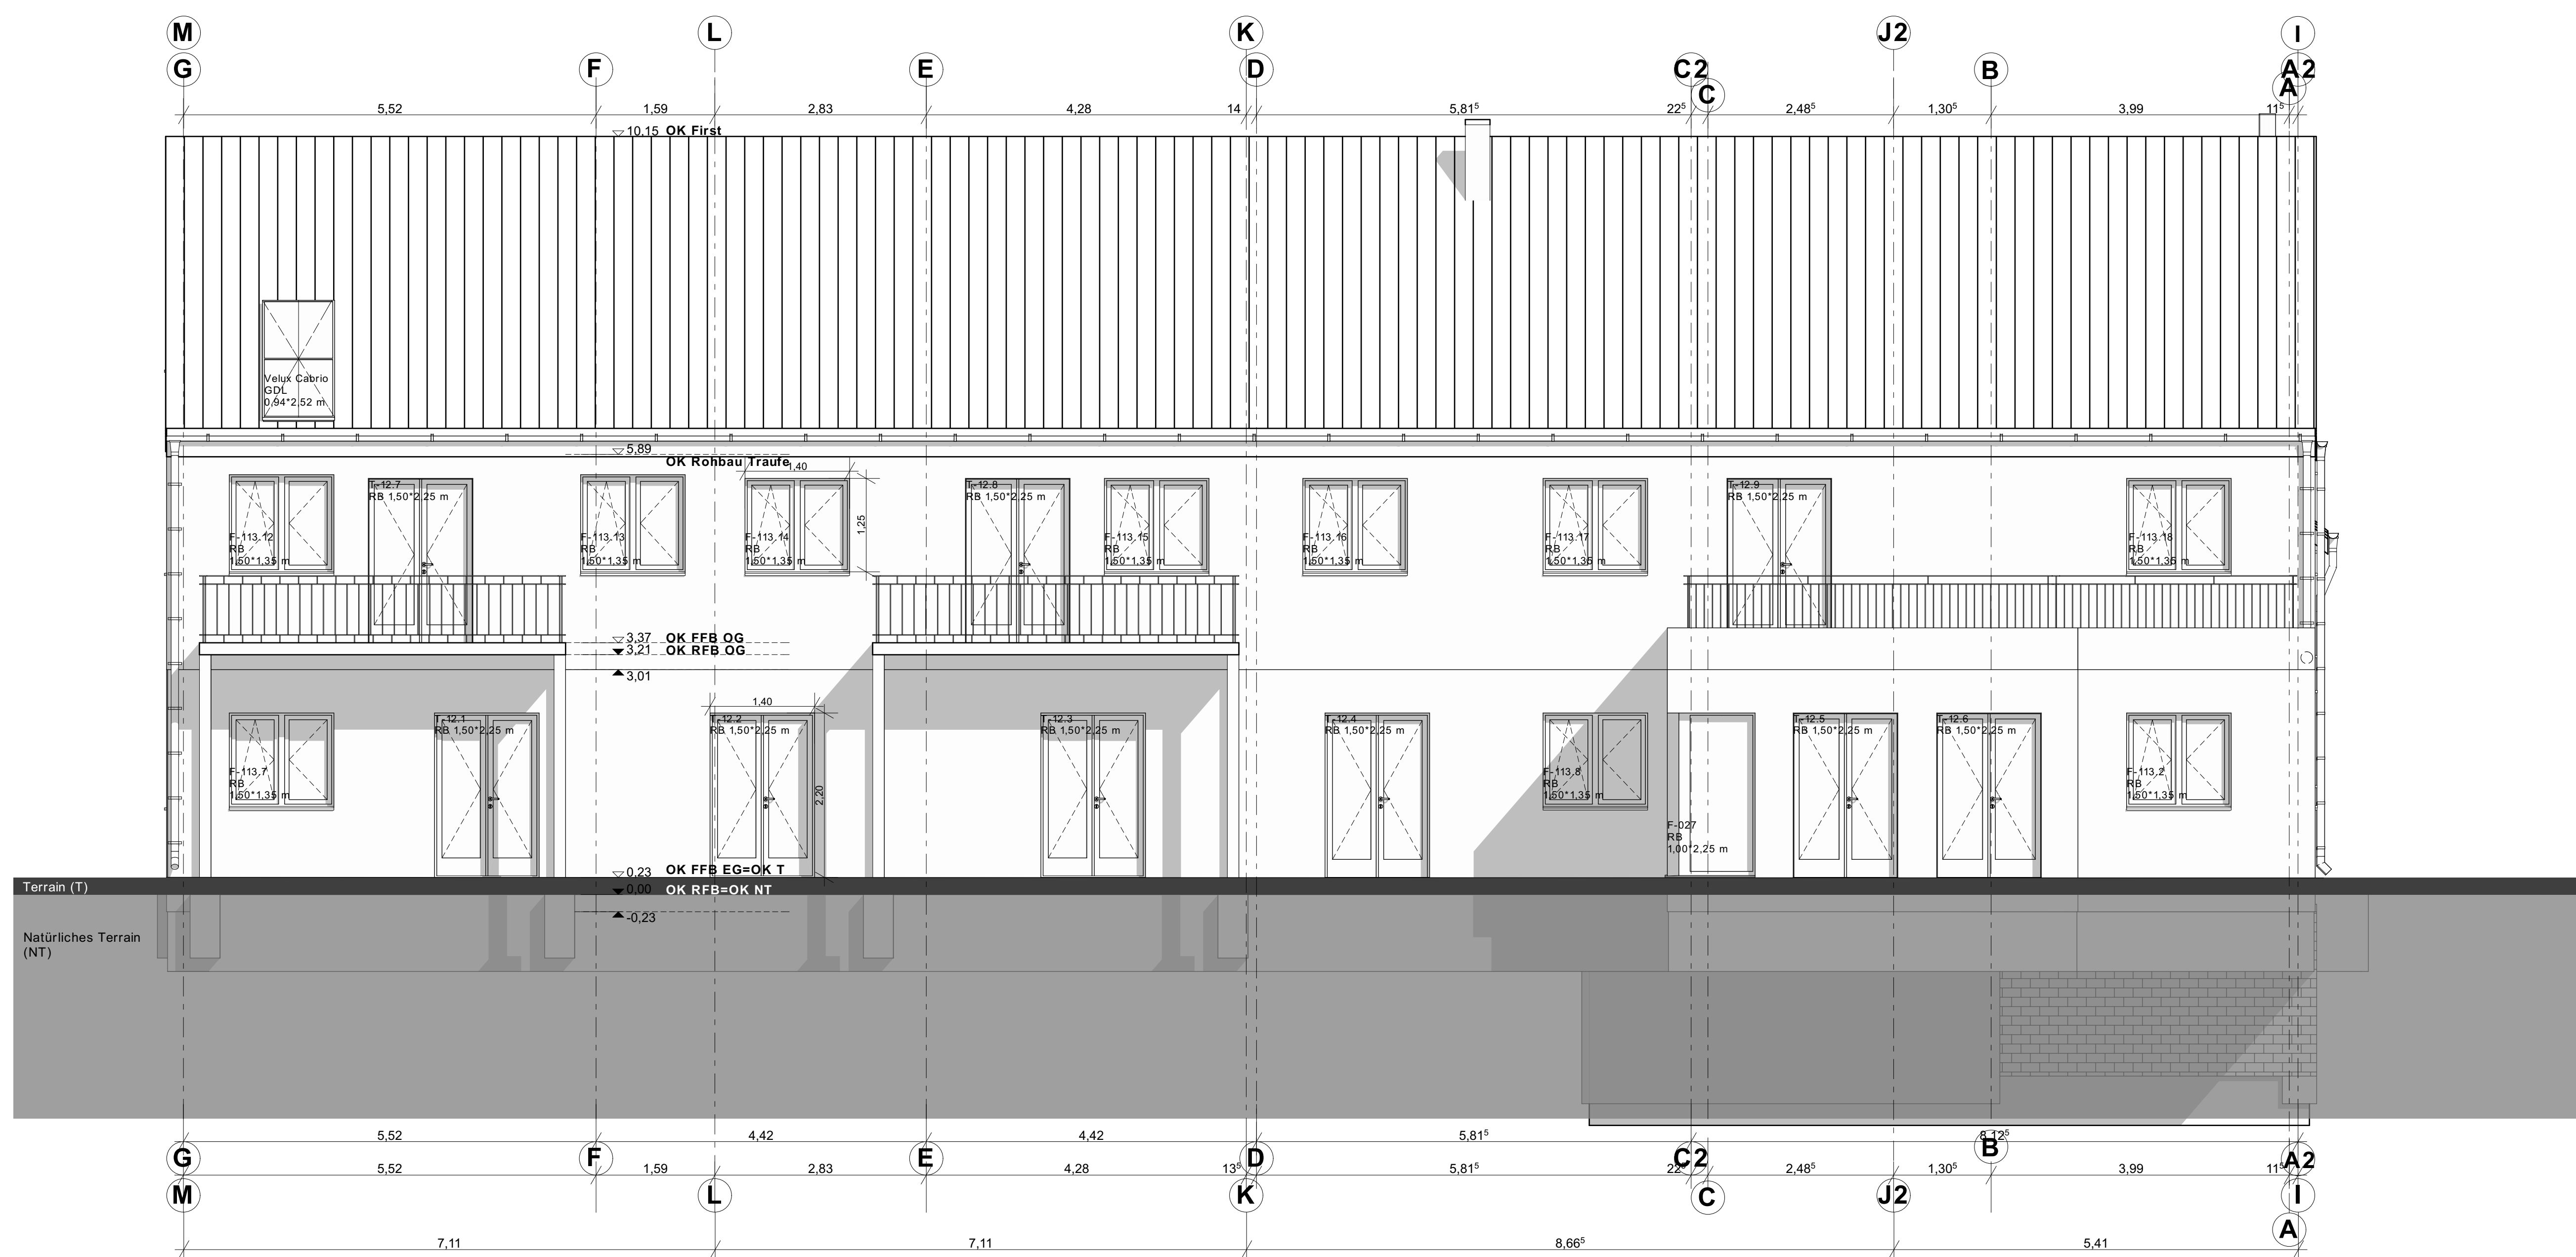 M L K J2 I
G F E D C2 B A2
C A
5,52 1,59 2,83 4,28 14 5,81⁵ 22⁵ 2,48⁵ 1,30⁵ 3,99 11⁵
10,15 OK First
Velux Cabrio
GDL
0,94*2,52 m
5,89
OK Rohbau Traufe
1,40
T-12.7
RB 1,50*2,25 m
T-12.8
RB 1,50*2,25 m
T-12.9
RB 1,50*2,25 m
1,25
F-113.12
RB
1,50*1,35 m
F-113.13
RB
1,50*1,35 m
F-113.14
RB
1,50*1,35 m
F-113.15
RB
1,50*1,35 m
F-113.16
RB
1,50*1,35 m
F-113.17
RB
1,50*1,35 m
F-113.18
RB
1,50*1,35 m
3,37 OK FFB OG
3,21 OK RFB OG
3,01
1,40
T-12.1
RB 1,50*2,25 m
T-12.2
RB 1,50*2,25 m
T-12.3
RB 1,50*2,25 m
T-12.4
RB 1,50*2,25 m
T-12.5
RB 1,50*2,25 m
T-12.6
RB 1,50*2,25 m
F-113.7
RB
1,50*1,35 m
2,20
F-113.8
RB
1,50*1,35 m
F-113.2
RB
1,50*1,35 m
F-027
RB
1,00*2,25 m
0,23 OK FFB EG=OK T
Terrain (T)
0,00 OK RFB=OK NT
-0,23
Natürliches Terrain
(NT)
5,52 4,42 4,42 5,81⁵ 8,12⁵
G F E D C2 B A2
5,52 1,59 2,83 4,28 13⁵ 5,81⁵ 22⁵ 2,48⁵ 1,30⁵ 3,99 11⁵
M L K C J2 I
A
7,11 7,11 8,66⁵ 5,41